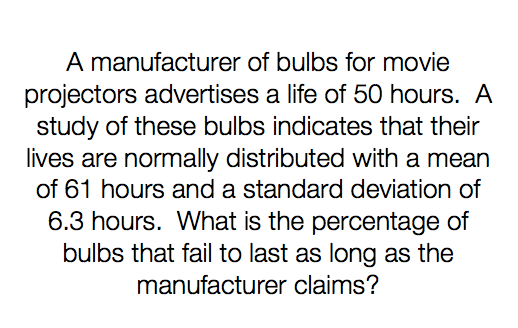 A manufacturer of bulbs for movie
projectors advertises a life of 50 hours.  A
study of these bulbs indicates that their
lives are normally distributed with a mean
of 61 hours and a standard deviation of
6.3 hours.  What is the percentage of
bulbs that fail to last as long as the
manufacturer claims?